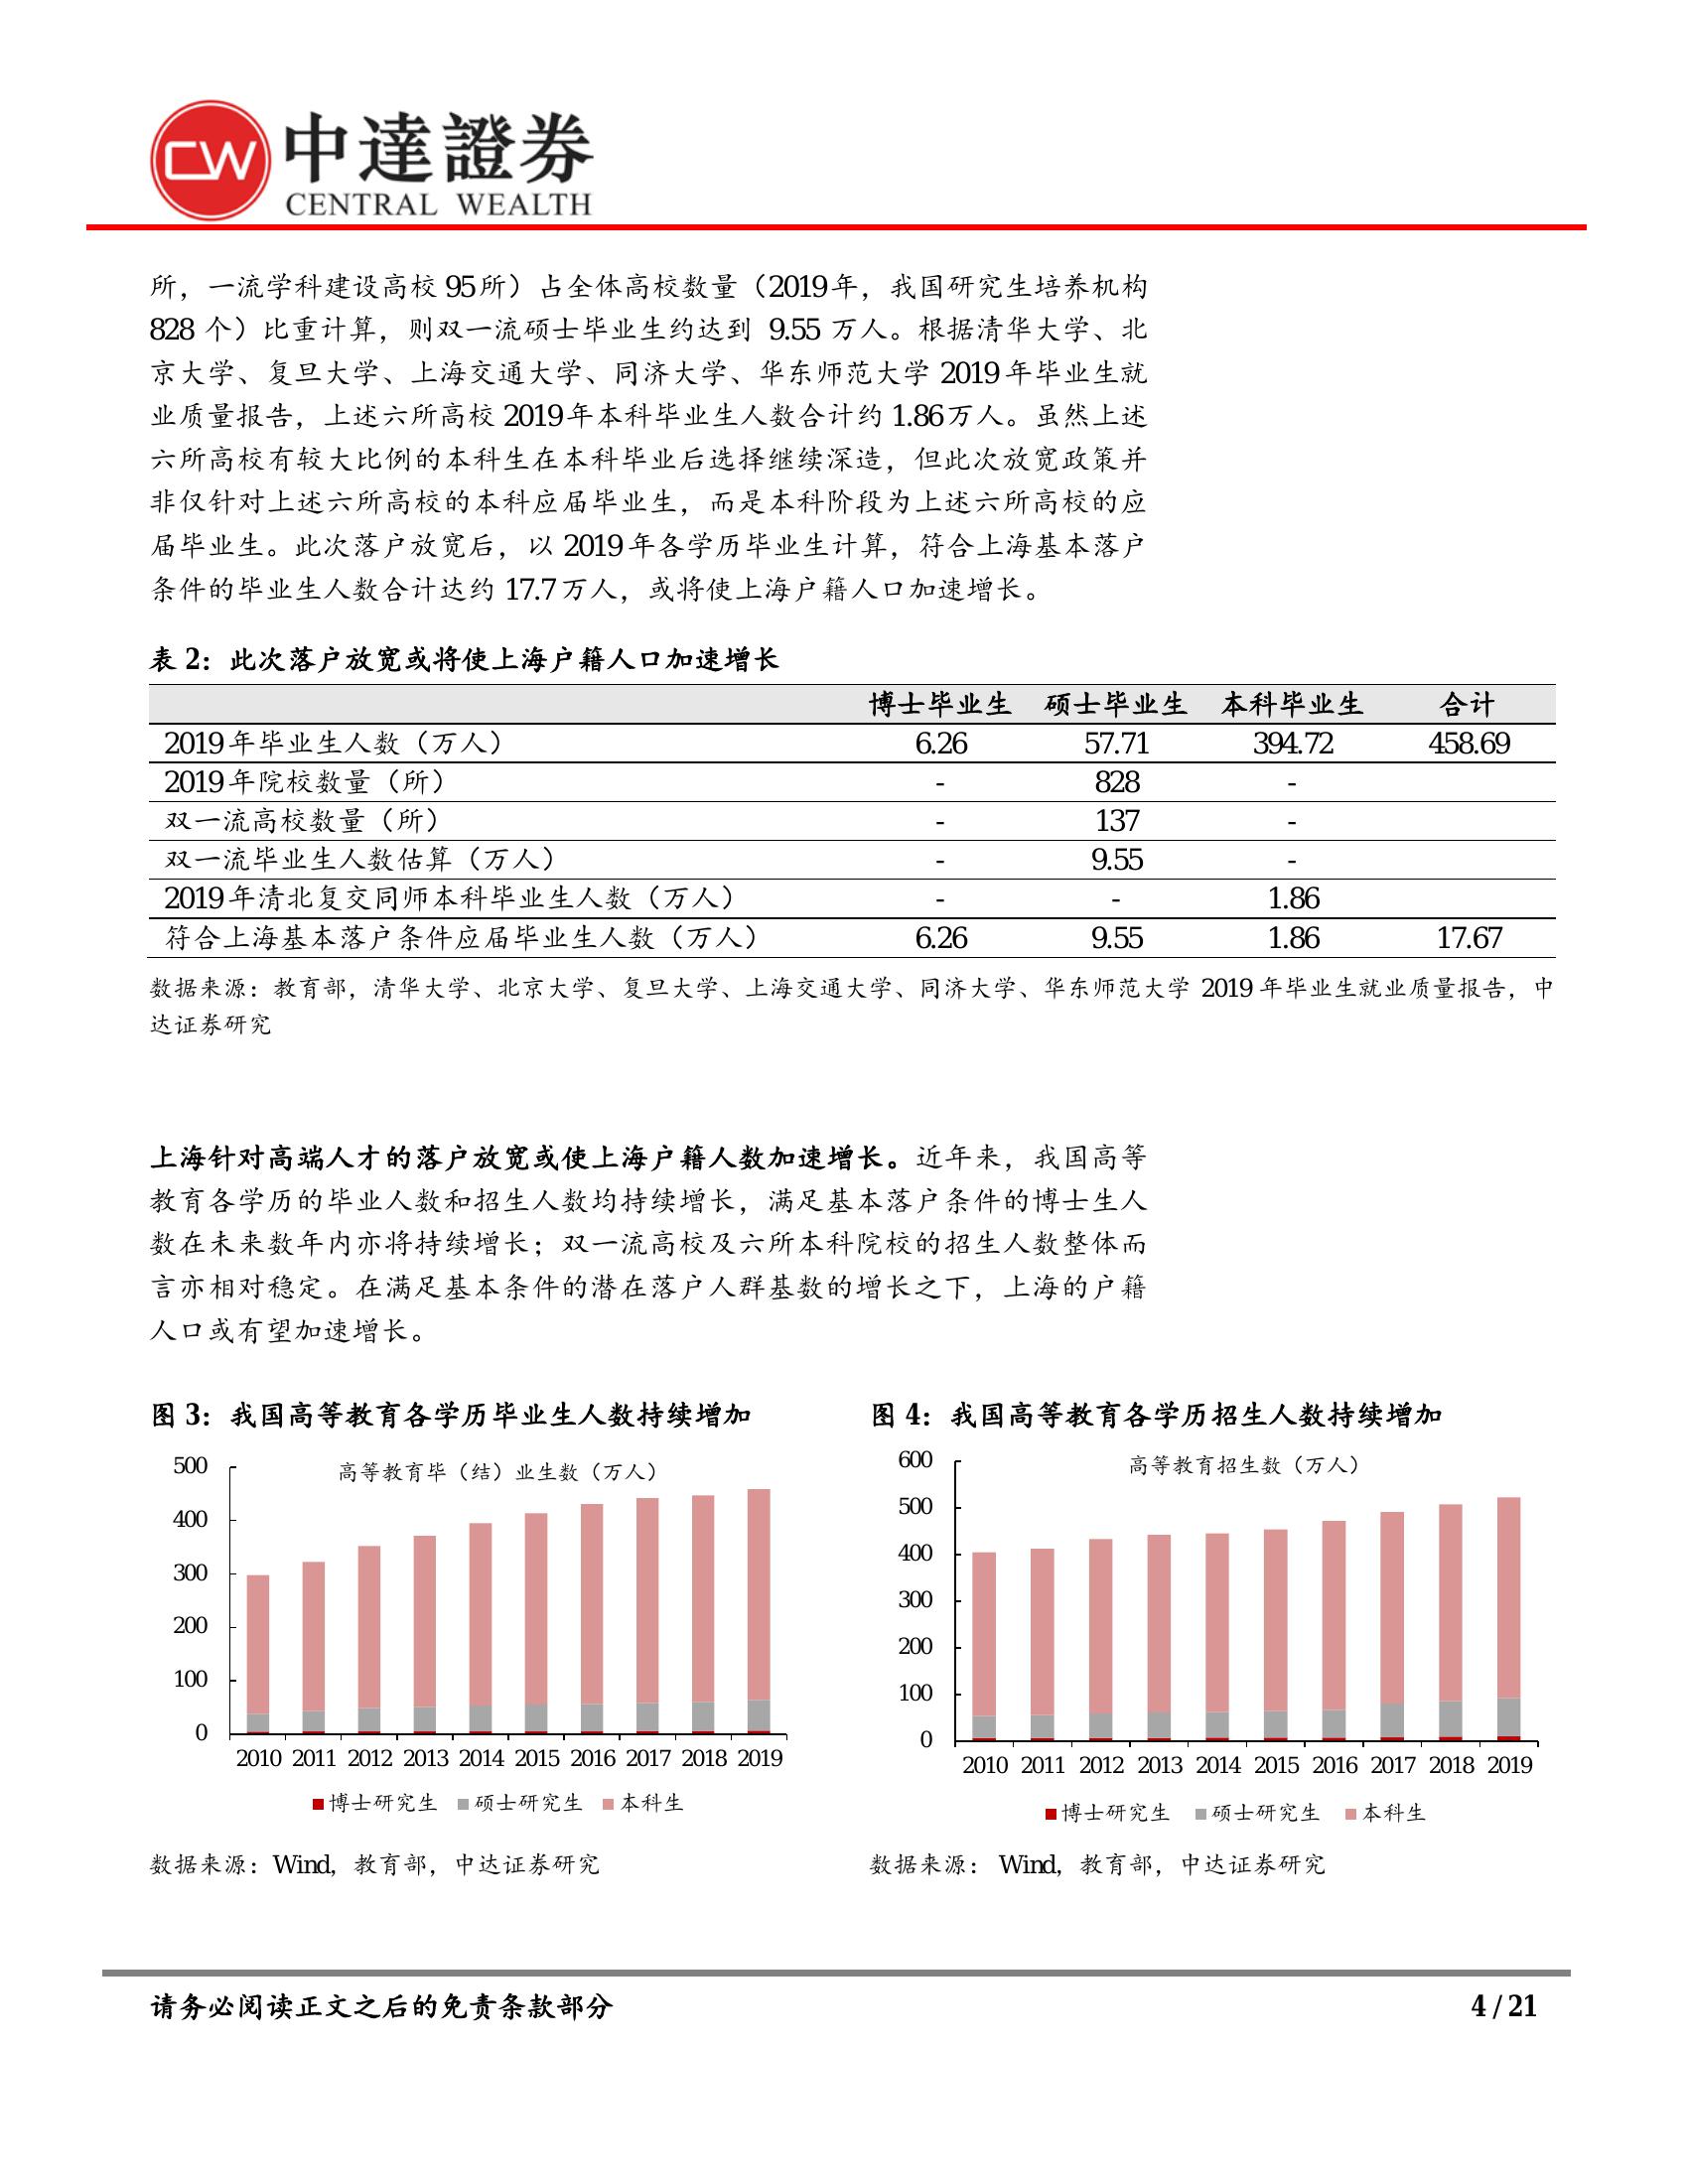 CW 中達證券
CENTRAL WEALTH
所，一流学科建设高校 95 所）占全体高校数量（2019 年，我国研究生培养机构
828 个）比重计算，则双一流硕士毕业生约达到 9.55 万人。根据清华大学、北
京大学、复旦大学、上海交通大学、同济大学、华东师范大学 2019 年毕业生就
业质量报告，上述六所高校 2019 年本科毕业生人数合计约 1.86 万人。虽然上述
六所高校有较大比例的本科生在本科毕业后选择继续深造，但此次放宽政策并
非仅针对上述六所高校的本科应届毕业生，而是本科阶段为上述六所高校的应
届毕业生。此次落户放宽后，以 2019 年各学历毕业生计算，符合上海基本落户
条件的毕业生人数合计达约 17.7 万人，或将使上海户籍人口加速增长。
表 2：此次落户放宽或将使上海户籍人口加速增长
博士毕业生 硕士毕业生 本科毕业生 合计
2019 年毕业生人数（万人） 6.26 57.71 394.72 458.69
2019 年院校数量（所） - 828 -
双一流高校数量（所） - 137 -
双一流毕业生人数估算（万人） - 9.55 -
2019 年清北复交同师本科毕业生人数（万人） - - 1.86
符合上海基本落户条件应届毕业生人数（万人） 6.26 9.55 1.86 17.67
数据来源：教育部，清华大学、北京大学、复旦大学、上海交通大学、同济大学、华东师范大学 2019 年毕业生就业质量报告，中
达证券研究
上海针对高端人才的落户放宽或使上海户籍人数加速增长。近年来，我国高等
教育各学历的毕业人数和招生人数均持续增长，满足基本落户条件的博士生人
数在未来数年内亦将持续增长；双一流高校及六所本科院校的招生人数整体而
言亦相对稳定。在满足基本条件的潜在落户人群基数的增长之下，上海的户籍
人口或有望加速增长。
图 3：我国高等教育各学历毕业生人数持续增加
高等教育毕（结）业生数（万人）
500
400
300
200
100
0
2010 2011 2012 2013 2014 2015 2016 2017 2018 2019
博士研究生 硕士研究生 本科生
数据来源：Wind，教育部，中达证券研究
图 4：我国高等教育各学历招生人数持续增加
高等教育招生数（万人）
600
500
400
300
200
100
0
2010 2011 2012 2013 2014 2015 2016 2017 2018 2019
博士研究生 硕士研究生 本科生
数据来源： Wind，教育部，中达证券研究
请务必阅读正文之后的免责条款部分 4 / 21